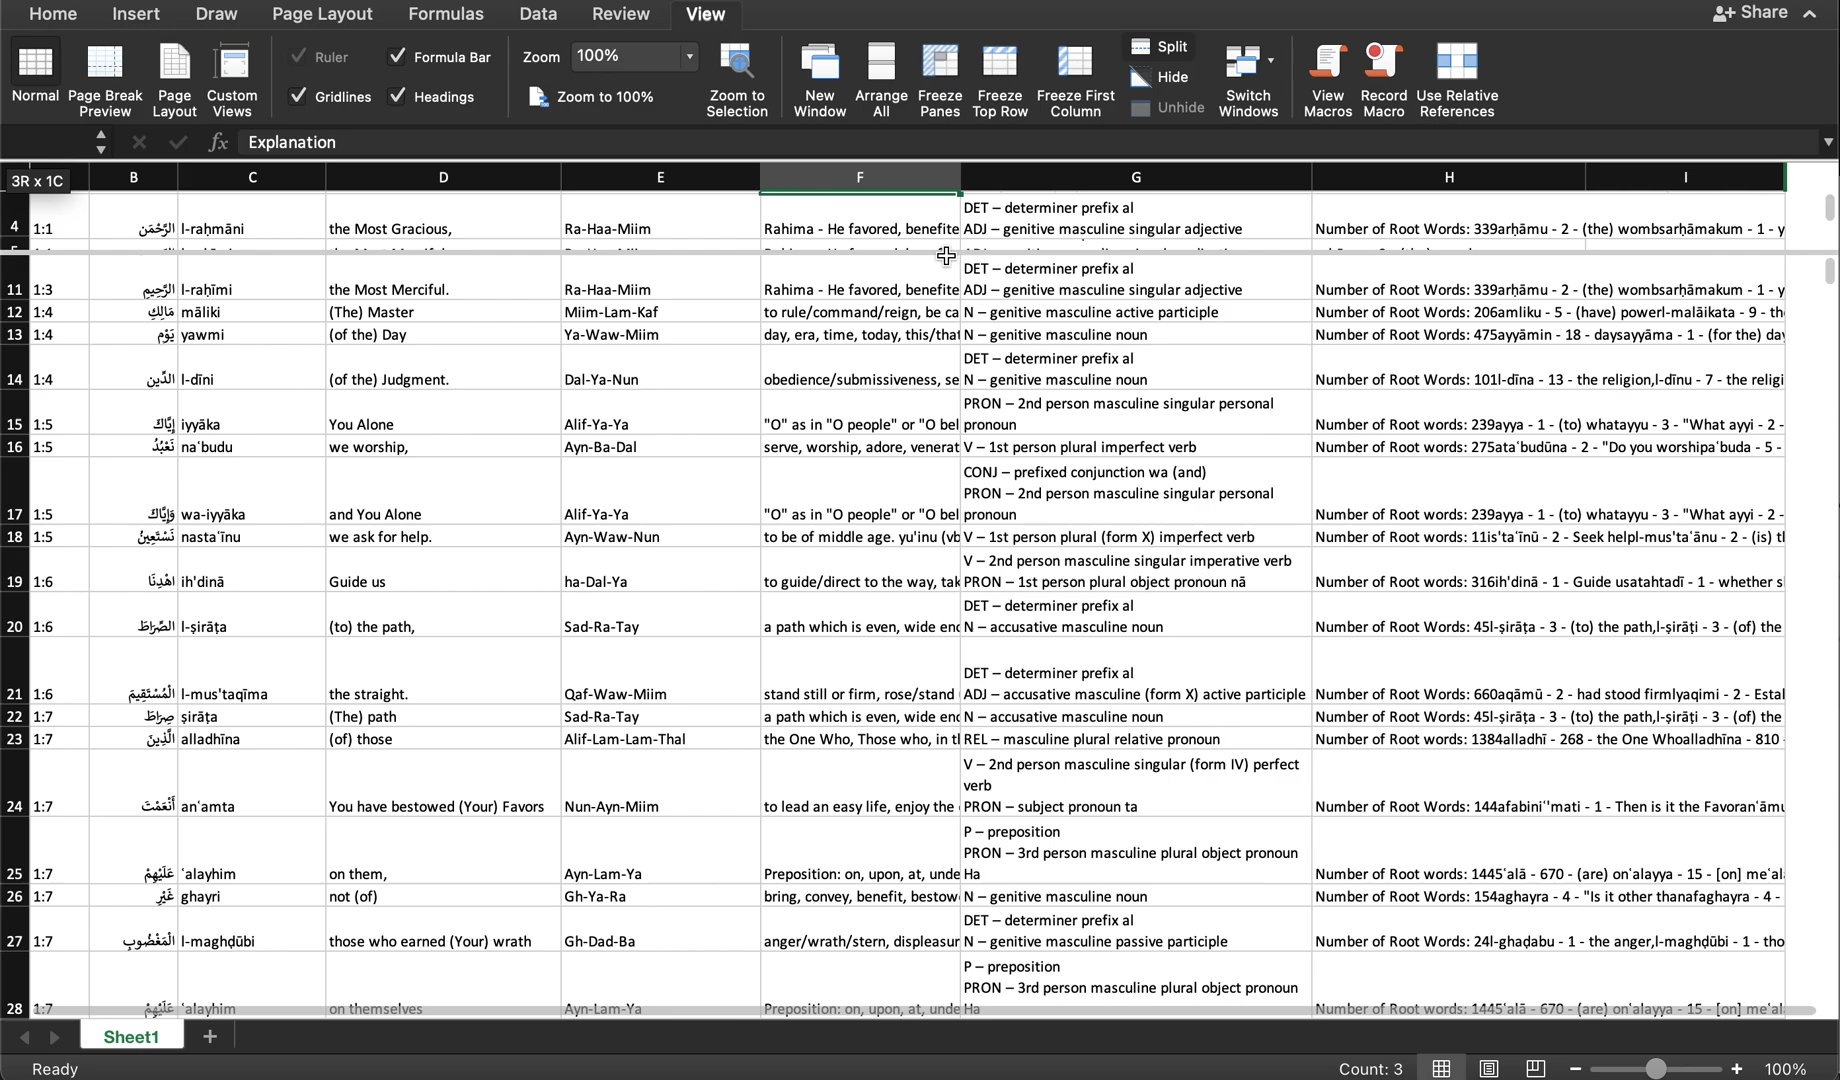 Home Insert Draw Page Layout Formulas Data Review View Share
Normal Page Break Preview Page Layout Custom Views Ruler Formula Bar Gridlines Headings Zoom 100% Zoom to 100% Zoom to Selection New Window Arrange All Freeze Panes Freeze Top Row Freeze First Column Split Hide Unhide Switch Windows View Macros Record Macro Use Relative References
fx Explanation
3R x 1C B C D E F G H I
DET – determiner prefix al
4 1:1 الرَّحْمَٰنِ l-raḥmāni the Most Gracious, Ra-Haa-Miim Rahima - He favored, benefite ADJ – genitive masculine singular adjective Number of Root Words: 339arḥāmu - 2 - (the) wombsarḥāmakum - 1 - y
DET – determiner prefix al
11 1:3 الرَّحِيمِ l-raḥīmi the Most Merciful. Ra-Haa-Miim Rahima - He favored, benefite ADJ – genitive masculine singular adjective Number of Root Words: 339arḥāmu - 2 - (the) wombsarḥāmakum - 1 - y
12 1:4 مَالِكِ māliki (The) Master Miim-Lam-Kaf to rule/command/reign, be ca N – genitive masculine active participle Number of Root Words: 206amliku - 5 - (have) powerl-malāikata - 9 - th
13 1:4 يَوْمِ yawmi (of the) Day Ya-Waw-Miim day, era, time, today, this/that N – genitive masculine noun Number of Root Words: 475ayyāmin - 18 - daysayyāma - 1 - (for the) day
DET – determiner prefix al
14 1:4 الدِّينِ l-dīni (of the) Judgment. Dal-Ya-Nun obedience/submissiveness, se N – genitive masculine noun Number of Root Words: 101l-dīna - 13 - the religion,l-dīnu - 7 - the religi
PRON – 2nd person masculine singular personal
15 1:5 إِيَّاكَ iyyāka You Alone Alif-Ya-Ya "O" as in "O people" or "O bel pronoun Number of Root words: 239ayya - 1 - (to) whatayyu - 3 - "What ayyi - 2 -
16 1:5 نَعْبُدُ naʿbudu we worship, Ayn-Ba-Dal serve, worship, adore, venerat V – 1st person plural imperfect verb Number of Root Words: 275ataʿbudūna - 2 - "Do you worshipaʿbuda - 5 -
CONJ – prefixed conjunction wa (and)
PRON – 2nd person masculine singular personal
17 1:5 وَإِيَّاكَ wa-iyyāka and You Alone Alif-Ya-Ya "O" as in "O people" or "O bel pronoun Number of Root Words: 239ayya - 1 - (to) whatayyu - 3 - "What ayyi - 2 -
18 1:5 نَسْتَعِينُ nastaʿīnu we ask for help. Ayn-Waw-Nun to be of middle age. yu'inu (vb V – 1st person plural (form X) imperfect verb Number of Root Words: 11is'taʿīnū - 2 - Seek helpl-mus'taʿānu - 2 - (is) tl
V – 2nd person masculine singular imperative verb
19 1:6 اهْدِنَا ih'dinā Guide us ha-Dal-Ya to guide/direct to the way, tak PRON – 1st person plural object pronoun nā Number of Root words: 316ih'dinā - 1 - Guide usatahtadī - 1 - whether s
DET – determiner prefix al
20 1:6 الصِّرَاطَ l-ṣirāṭa (to) the path, Sad-Ra-Tay a path which is even, wide enc N – accusative masculine noun Number of Root Words: 45l-ṣirāṭa - 3 - (to) the path,l-ṣirāṭi - 3 - (of) the
DET – determiner prefix al
21 1:6 الْمُسْتَقِيمَ l-mus'taqīma the straight. Qaf-Waw-Miim stand still or firm, rose/stand ADJ – accusative masculine (form X) active participle Number of Root Words: 660aqāmū - 2 - had stood firmlyaqimi - 2 - Estal
22 1:7 صِرَاطَ ṣirāṭa (The) path Sad-Ra-Tay a path which is even, wide enc N – accusative masculine noun Number of Root Words: 45l-ṣirāṭa - 3 - (to) the path,l-ṣirāṭi - 3 - (of) the
23 1:7 الَّذِينَ alladhīna (of) those Alif-Lam-Lam-Thal the One Who, Those who, in tl REL – masculine plural relative pronoun Number of Root words: 1384alladhī - 268 - the One Whoalladhīna - 810
V – 2nd person masculine singular (form IV) perfect
verb
24 1:7 أَنْعَمْتَ anʿamta You have bestowed (Your) Favors Nun-Ayn-Miim to lead an easy life, enjoy the PRON – subject pronoun ta Number of Root Words: 144afabiniʿ'mati - 1 - Then is it the Favoranʿāmu
P – preposition
PRON – 3rd person masculine plural object pronoun
25 1:7 عَلَيْهِمْ ʿalayhim on them, Ayn-Lam-Ya Preposition: on, upon, at, unde Ha Number of Root words: 1445ʿalā - 670 - (are) onʿalayya - 15 - [on] meʿal
26 1:7 غَيْرِ ghayri not (of) Gh-Ya-Ra bring, convey, benefit, bestow N – genitive masculine noun Number of Root Words: 154aghayra - 4 - "Is it other thanafaghayra - 4 -
DET – determiner prefix al
27 1:7 الْمَغْضُوبِ l-maghḍūbi those who earned (Your) wrath Gh-Dad-Ba anger/wrath/stern, displeasur N – genitive masculine passive participle Number of Root Words: 24l-ghaḍabu - 1 - the anger,l-maghḍūbi - 1 - tho
P – preposition
PRON – 3rd person masculine plural object pronoun
28 1:7 عَلَيْهِمْ ʿalayhim on themselves Ayn-Lam-Ya Preposition: on, upon, at, unde Ha Number of Root words: 1445ʿalā - 670 - (are) onʿalayya - 15 - [on] meʿal
Sheet1
Ready Count: 3 100%